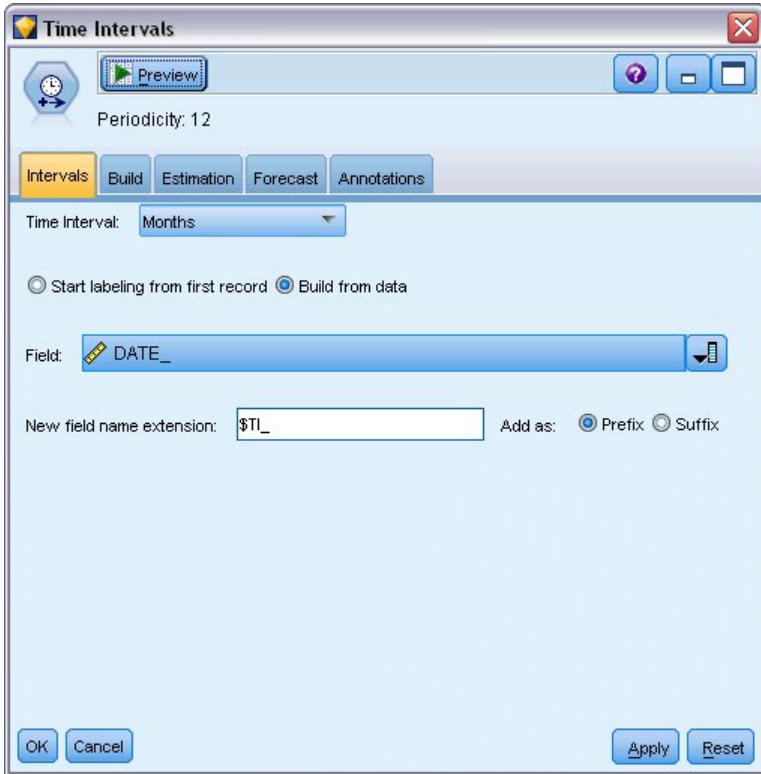 Time Intervals
Preview
Periodicity: 12
Intervals Build Estimation Forecast Annotations
Time Interval: Months
Start labeling from first record Build from data
Field: DATE_
New field name extension: $TI_ Add as: Prefix Suffix
OK Cancel Apply Reset